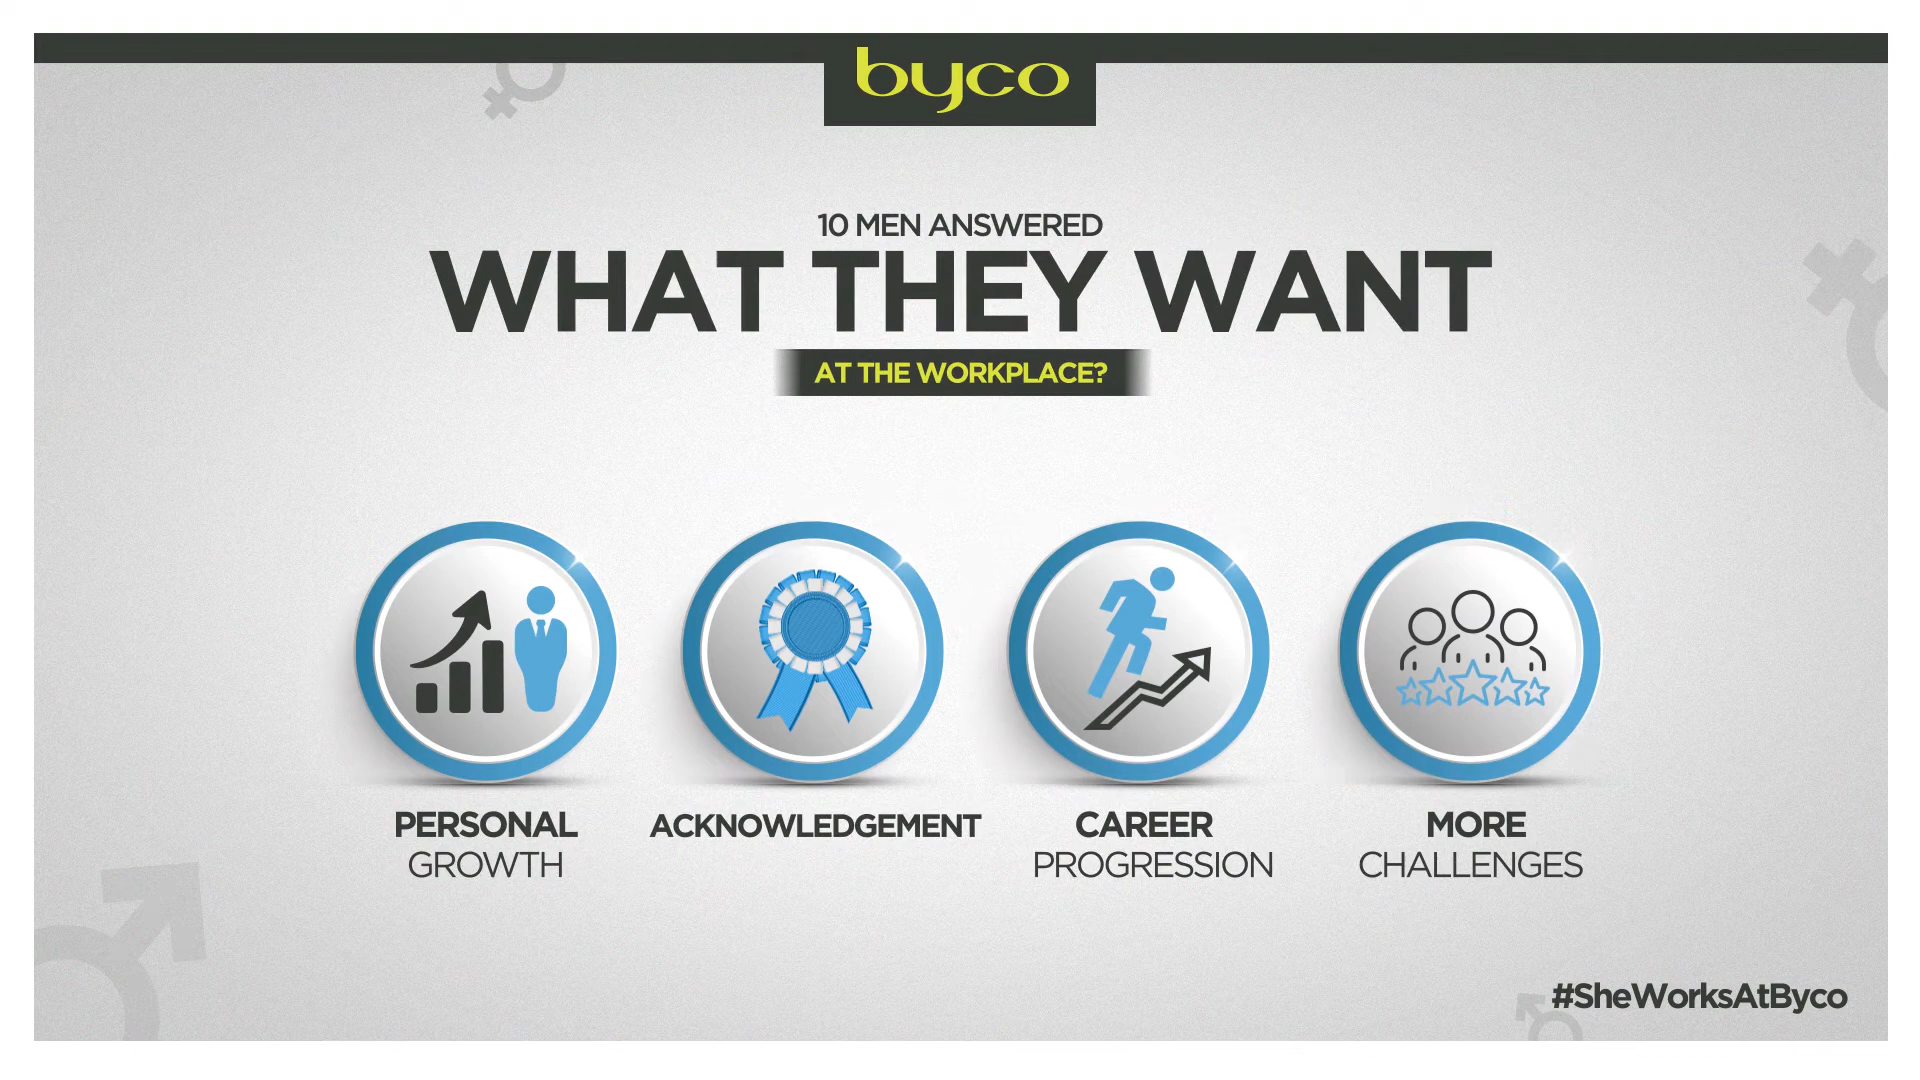 byco
10 MEN ANSWERED
WHAT THEY WANT
AT THE WORKPLACE?
PERSONAL
GROWTH
ACKNOWLEDGEMENT
CAREER
PROGRESSION
MORE
CHALLENGES
#SheWorksAtByco